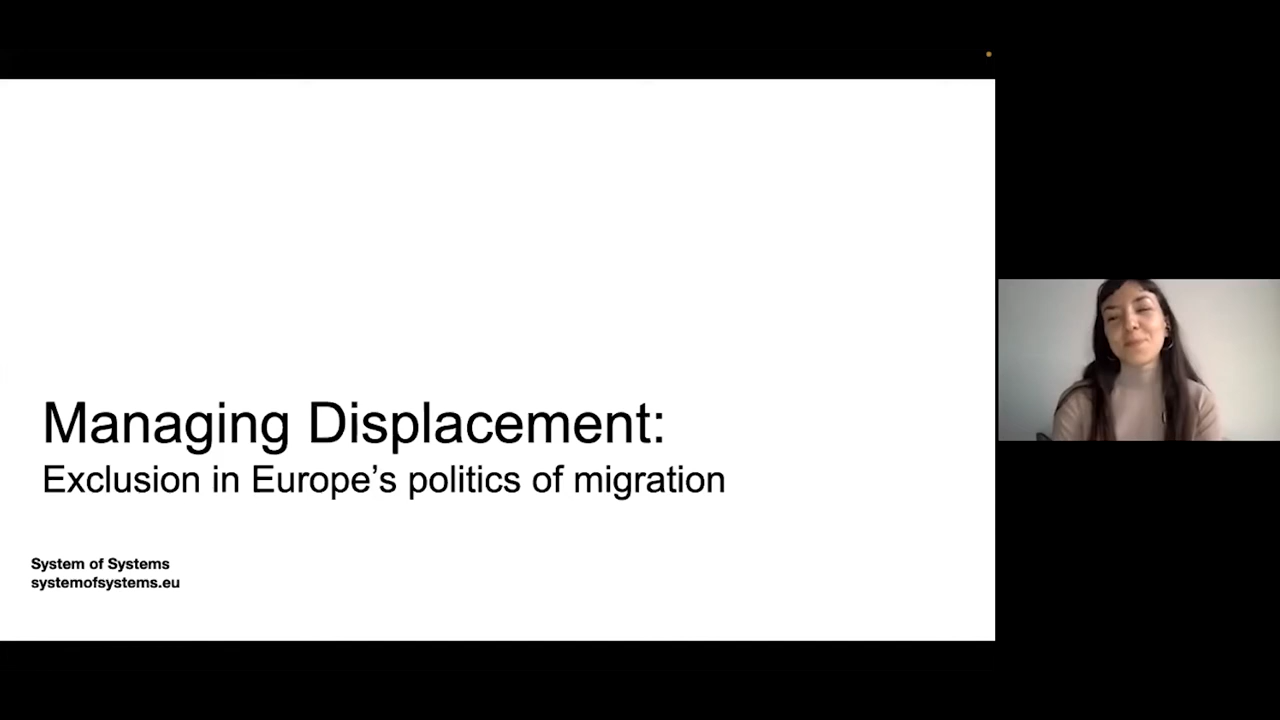 Managing Displacement:
Exclusion in Europe’s politics of migration
System of Systems
systemofsystems.eu